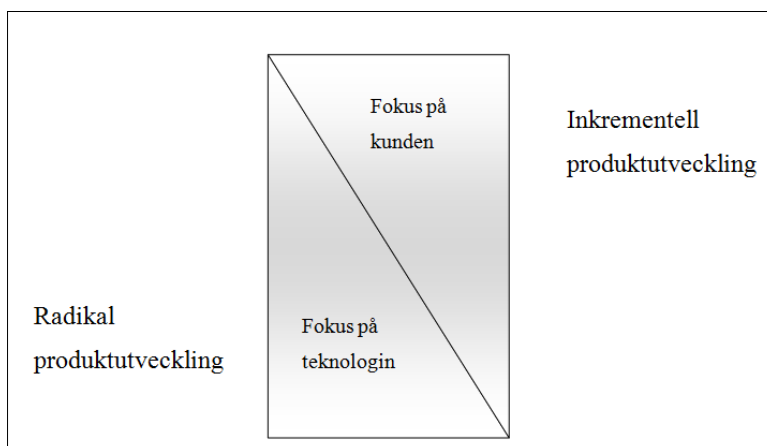 Fokus på
kunden
Inkrementell
produktutveckling
Radikal
produktutveckling
Fokus på
teknologin